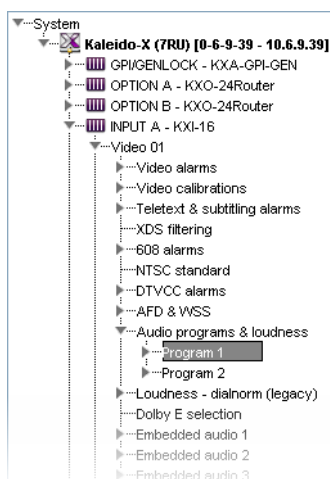 System
Kaleido-X (7RU) [0-6-9-39 - 10.6.9.39]
GPI/GENLOCK - KXA-GPI-GEN
OPTION A - KXO-24Router
OPTION B - KXO-24Router
INPUT A - KXI-16
Video 01
Video alarms
Video calibrations
Teletext & subtitling alarms
XDS filtering
608 alarms
NTSC standard
DTVCC alarms
AFD & WSS
Audio programs & loudness
Program 1
Program 2
Loudness - dialnorm (legacy)
Dolby E selection
Embedded audio 1
Embedded audio 2
Embedded audio 3